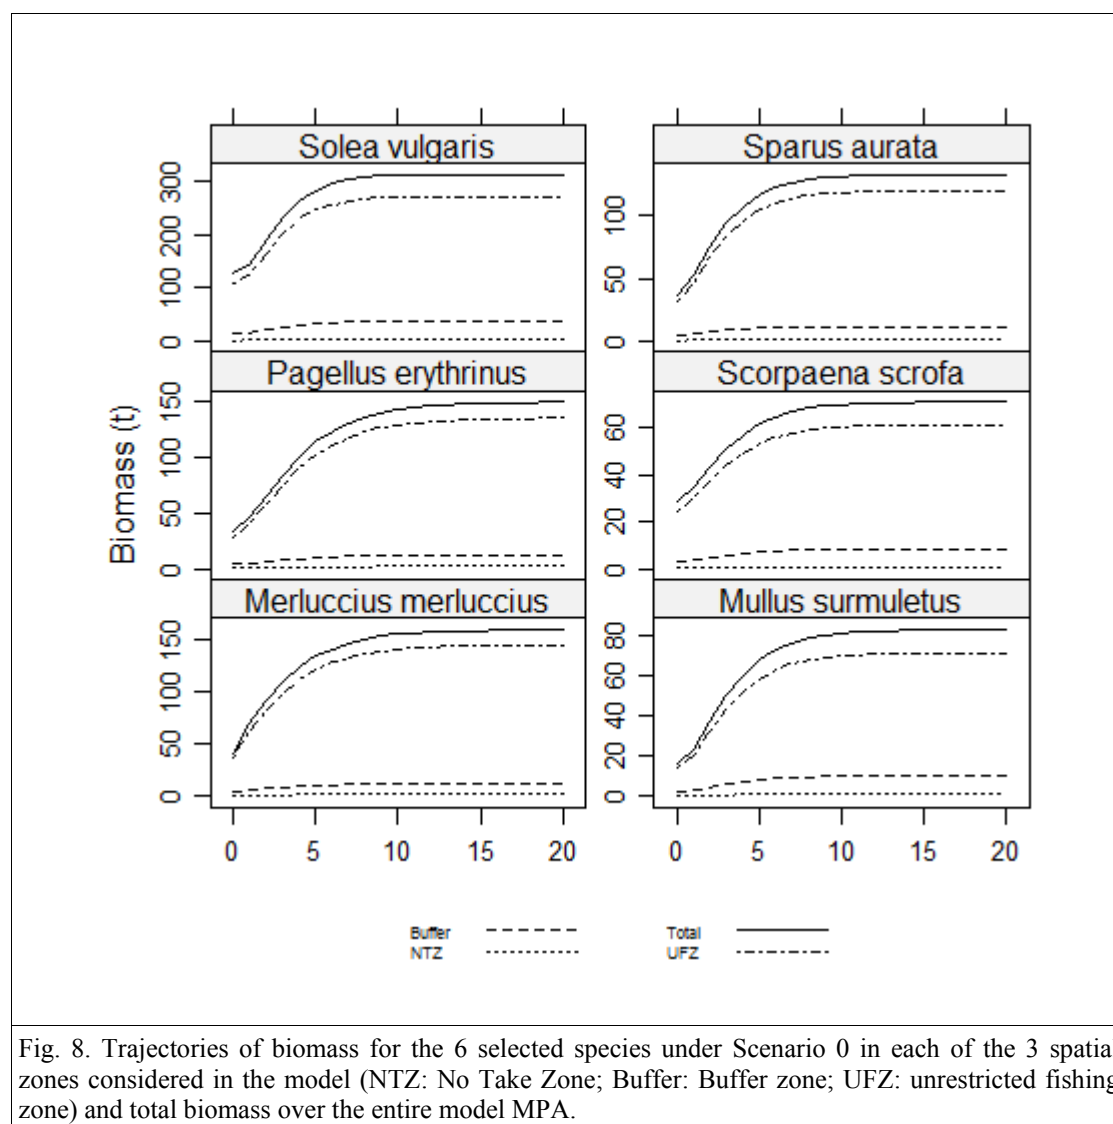 Solea vulgaris
Sparus aurata
0 100 200 300
0 50 100
Pagellus erythrinus
Scorpaena scrofa
0 50 100 150
0 20 40 60
Merluccius merluccius
Mullus surmuletus
0 50 100 150
0 20 40 60 80
Biomass (t)
0 5 10 15 20
0 5 10 15 20
Buffer
NTZ
Total
UFZ
Fig. 8. Trajectories of biomass for the 6 selected species under Scenario 0 in each of the 3 spatial
zones considered in the model (NTZ: No Take Zone; Buffer: Buffer zone; UFZ: unrestricted fishing
zone) and total biomass over the entire model MPA.